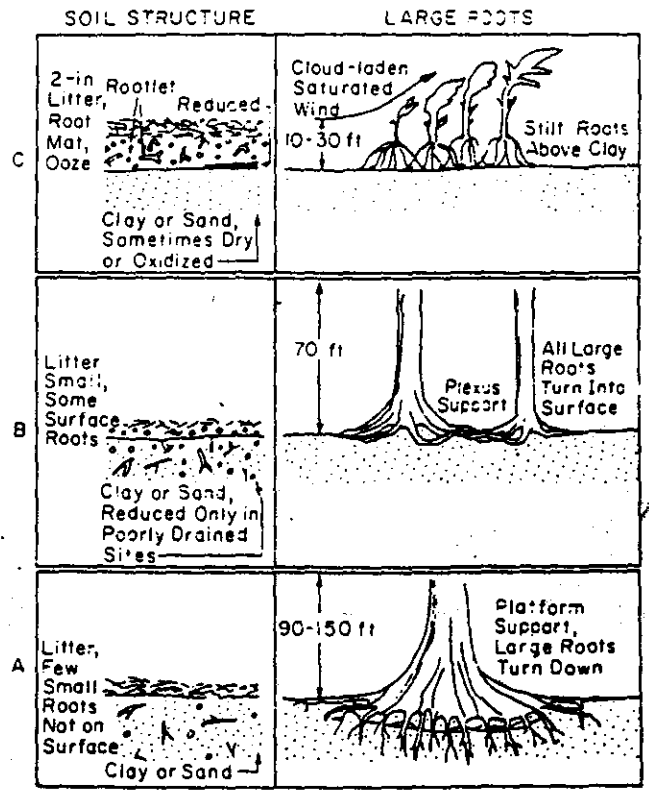 SOIL STRUCTURE
LARGE ROOTS
C
2-in
Litter,
Root
Mat,
Ooze
Rootlet
Reduced
Clay or Sand,
Sometimes Dry
or Oxidized
Cloud-laden
Saturated
Wind
10-30 ft
Stilt Roots
Above Clay
B
Litter
Small,
Some
Surface
Roots
Clay or Sand,
Reduced Only in
Poorly Drained
Sites
70 ft
Plexus
Support
All Large
Roots
Turn Into
Surface
A
Litter,
Few
Small
Roots
Not on
Surface
Clay or Sand
90-150 ft
Platform
Support,
Large Roots
Turn Down